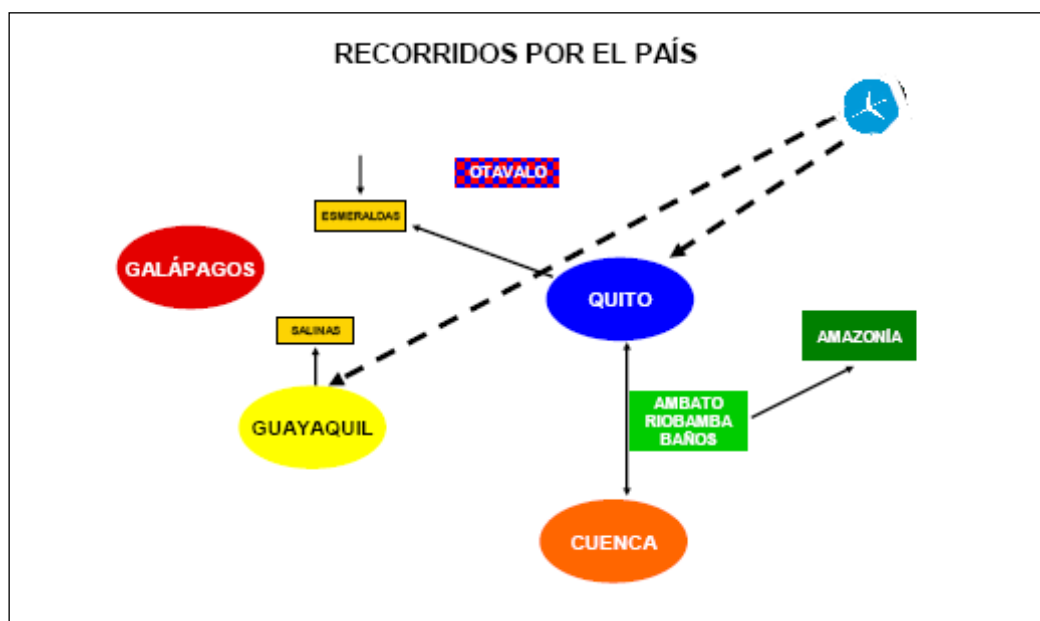 RECORRIDOS POR EL PAÍS
OTAVALO
ESMERALDAS
GALÁPAGOS
QUITO
SALINAS
AMAZONÍA
GUAYAQUIL
AMBATO
RIOBAMBA
BAÑOS
CUENCA